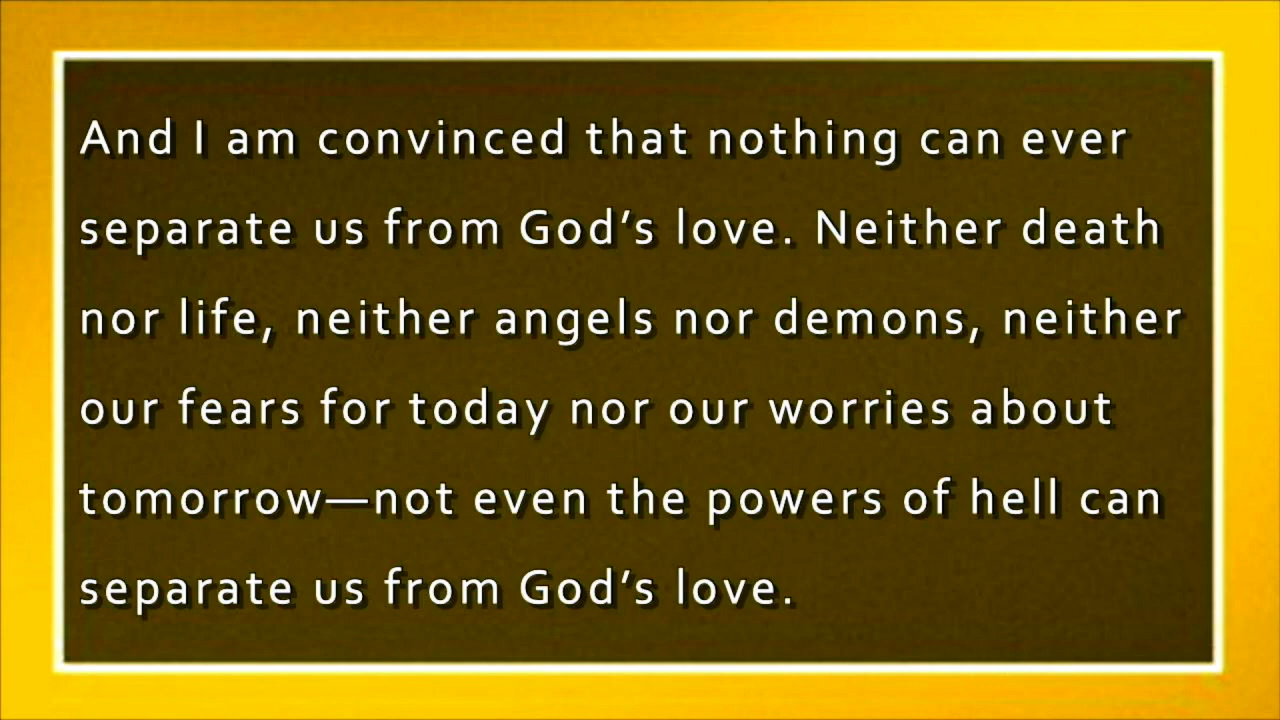 And I am convinced that nothing can ever
separate us from God’s love. Neither death
nor life, neither angels nor demons, neither
our fears for today nor our worries about
tomorrow—not even the powers of hell can
separate us from God’s love.